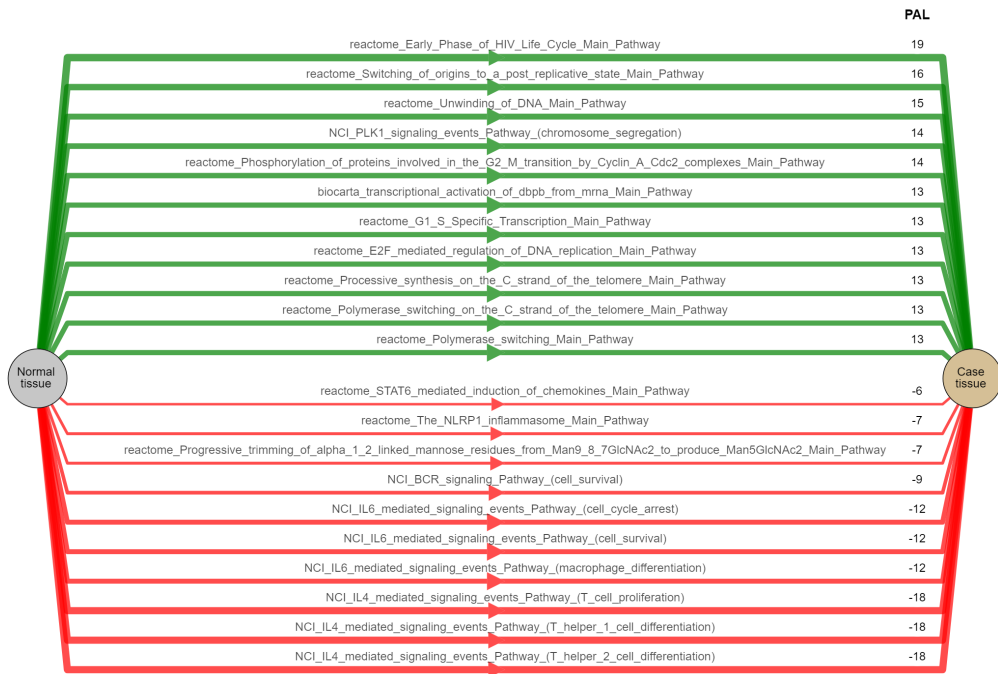 PAL
reactome_Early_Phase_of_HIV_Life_Cycle_Main_Pathway 19
reactome_Switching_of_origins_to_a_post_replicative_state_Main_Pathway 16
reactome_Unwinding_of_DNA_Main_Pathway 15
NCI_PLK1_signaling_events_Pathway_(chromosome_segregation) 14
reactome_Phosphorylation_of_proteins_involved_in_the_G2_M_transition_by_Cyclin_A_Cdc2_complexes_Main_Pathway 14
biocarta_transcriptional_activation_of_dbpb_from_mrna_Main_Pathway 13
reactome_G1_S_Specific_Transcription_Main_Pathway 13
reactome_E2F_mediated_regulation_of_DNA_replication_Main_Pathway 13
reactome_Processive_synthesis_on_the_C_strand_of_the_telomere_Main_Pathway 13
reactome_Polymerase_switching_on_the_C_strand_of_the_telomere_Main_Pathway 13
reactome_Polymerase_switching_Main_Pathway 13
Normal
tissue
Case
tissue
reactome_STAT6_mediated_induction_of_chemokines_Main_Pathway -6
reactome_The_NLRP1_inflammasome_Main_Pathway -7
reactome_Progressive_trimming_of_alpha_1_2_linked_mannose_residues_from_Man9_8_7GlcNAc2_to_produce_Man5GlcNAc2_Main_Pathway -7
NCI_BCR_signaling_Pathway_(cell_survival) -9
NCI_IL6_mediated_signaling_events_Pathway_(cell_cycle_arrest) -12
NCI_IL6_mediated_signaling_events_Pathway_(cell_survival) -12
NCI_IL6_mediated_signaling_events_Pathway_(macrophage_differentiation) -12
NCI_IL4_mediated_signaling_events_Pathway_(T_cell_proliferation) -18
NCI_IL4_mediated_signaling_events_Pathway_(T_helper_1_cell_differentiation) -18
NCI_IL4_mediated_signaling_events_Pathway_(T_helper_2_cell_differentiation) -18